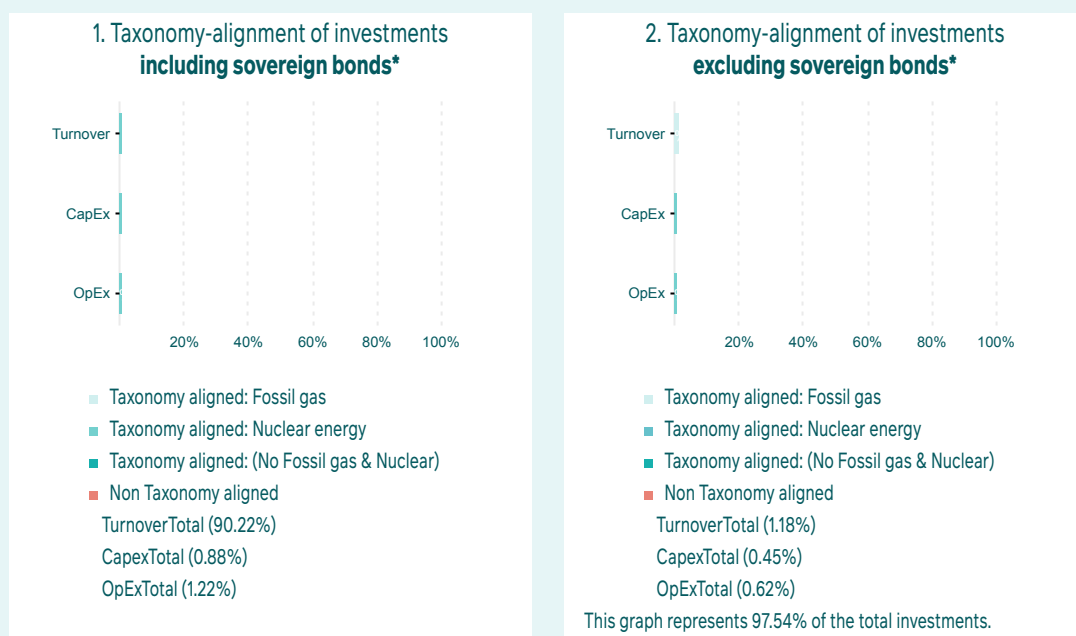 1. Taxonomy-alignment of investments
including sovereign bonds*
Turnover
CapEx
OpEx
20% 40% 60% 80% 100%
Taxonomy aligned: Fossil gas
Taxonomy aligned: Nuclear energy
Taxonomy aligned: (No Fossil gas & Nuclear)
Non Taxonomy aligned
TurnoverTotal (90.22%)
CapexTotal (0.88%)
OpExTotal (1.22%)
2. Taxonomy-alignment of investments
excluding sovereign bonds*
Turnover
CapEx
OpEx
20% 40% 60% 80% 100%
Taxonomy aligned: Fossil gas
Taxonomy aligned: Nuclear energy
Taxonomy aligned: (No Fossil gas & Nuclear)
Non Taxonomy aligned
TurnoverTotal (1.18%)
CapexTotal (0.45%)
OpExTotal (0.62%)
This graph represents 97.54% of the total investments.